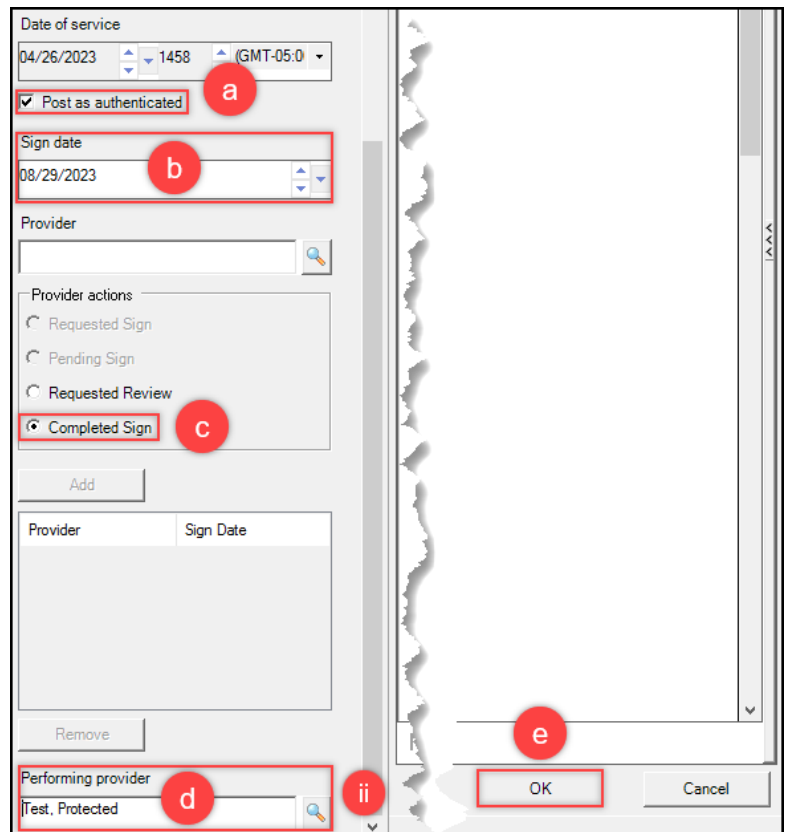 Date of service
04/26/2023 1458 (GMT-05:0
a
Post as authenticated
Sign date
b
08/29/2023
Provider
Provider actions
Requested Sign
Pending Sign
Requested Review
Completed Sign
c
Add
Provider Sign Date
Remove
Performing provider
Test, Protected
d
ii
e
OK Cancel